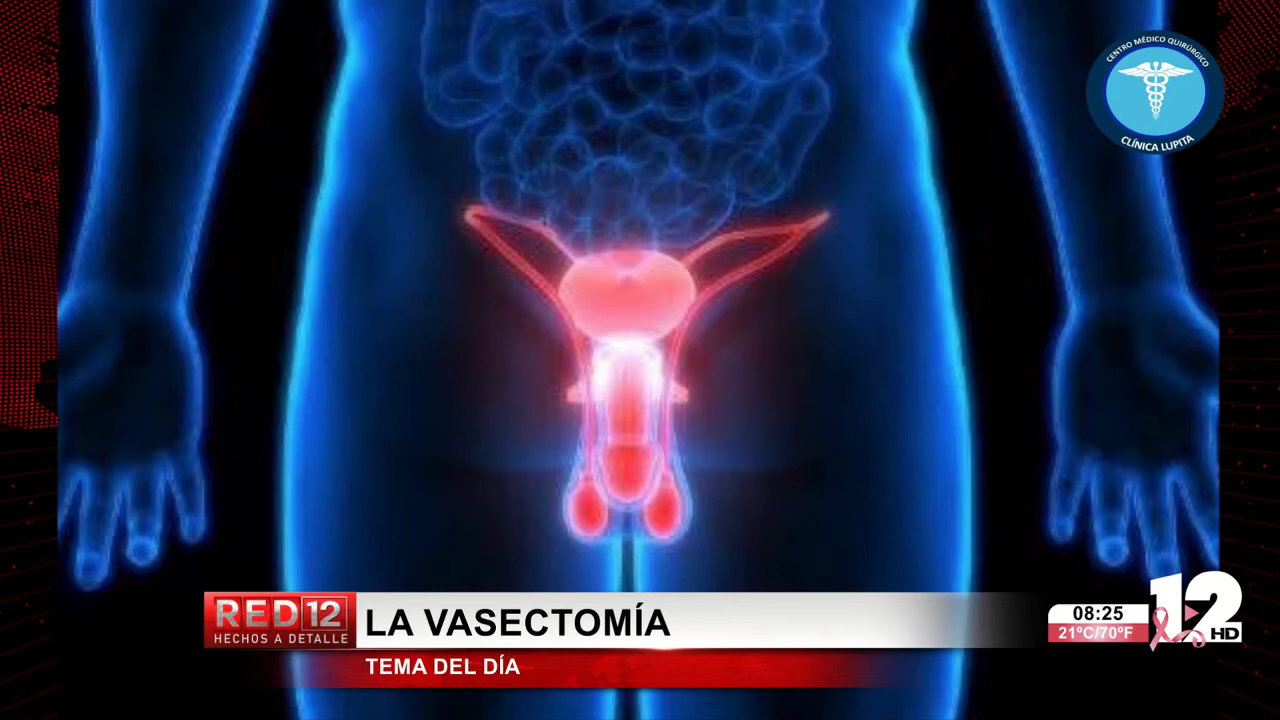 CENTRO MÉDICO QUIRÚRGICO
CLÍNICA LUPITA
RED 12
HECHOS A DETALLE
LA VASECTOMÍA
TEMA DEL DÍA
08:25
21°C/70°F
12
HD